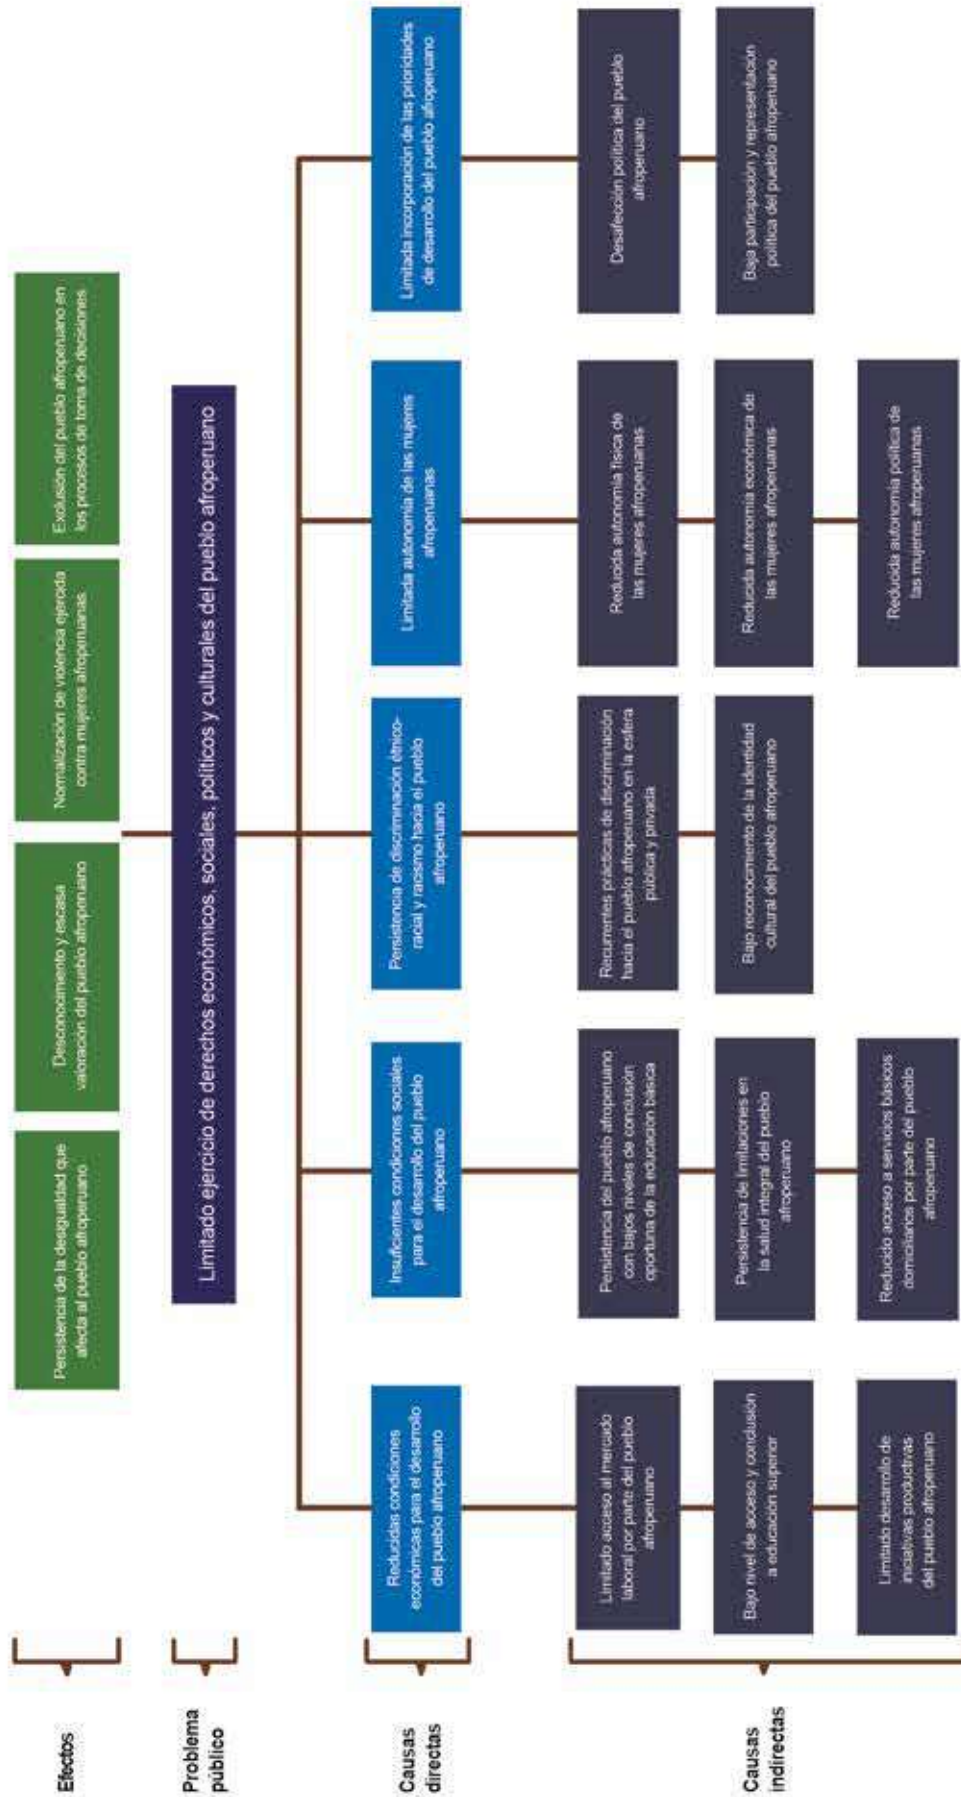 Efectos
Persistencia de la desigualdad que
afecta al pueblo afroperuano
Desconocimiento y escasa
valoración del pueblo afroperuano
Normalización de violencia ejercida
contra mujeres afroperuanas
Exclusión del pueblo afroperuano en
los procesos de toma de decisiones
Problema
público
Limitado ejercicio de derechos económicos, sociales, políticos y culturales del pueblo afroperuano
Causas
directas
Reducidas condiciones
económicas para el desarrollo
del pueblo afroperuano
Insuficientes condiciones sociales
para el desarrollo del pueblo
afroperuano
Persistencia de discriminación étnico-
racial y racismo hacia el pueblo
afroperuano
Limitada autonomía de las mujeres
afroperuanas
Limitada incorporación de las prioridades
de desarrollo del pueblo afroperuano
Causas
indirectas
Limitado acceso al mercado
laboral por parte del pueblo
afroperuano
Bajo nivel de acceso y conclusión
a educación superior
Limitado desarrollo de
iniciativas productivas
del pueblo afroperuano
Persistencia del pueblo afroperuano
con bajos niveles de conclusión
oportuna de la educación básica
Persistencia de limitaciones en
la salud integral del pueblo
afroperuano
Reducido acceso a servicios básicos
domiciliarios por parte del pueblo
afroperuano
Recurrentes prácticas de discriminación
hacia el pueblo afroperuano en la esfera
pública y privada
Bajo reconocimiento de la identidad
cultural del pueblo afroperuano
Reducida autonomía física de
las mujeres afroperuanas
Reducida autonomía económica de
las mujeres afroperuanas
Reducida autonomía política de
las mujeres afroperuanas
Desafección política del pueblo
afroperuano
Baja participación y representación
política del pueblo afroperuano